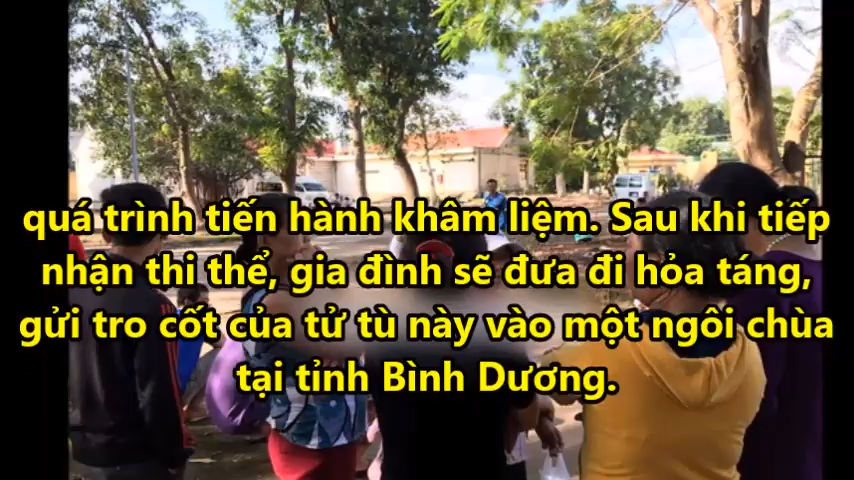 quá trình tiến hành khâm liệm. Sau khi tiếp
nhận thi thể, gia đình sẽ đưa đi hỏa táng,
gửi tro cốt của tử tù này vào một ngôi chùa
tại tỉnh Bình Dương.